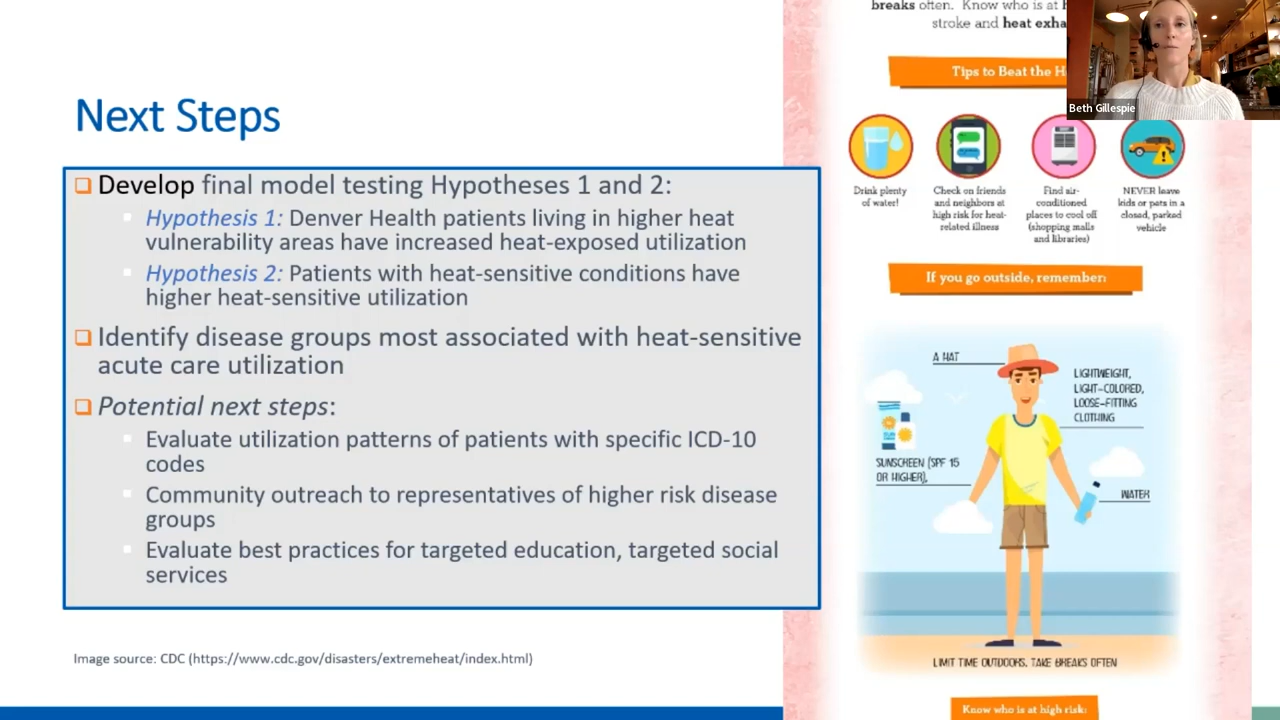 Next Steps
Develop final model testing Hypotheses 1 and 2:
Hypothesis 1: Denver Health patients living in higher heat
vulnerability areas have increased heat-exposed utilization
Hypothesis 2: Patients with heat-sensitive conditions have
higher heat-sensitive utilization
Identify disease groups most associated with heat-sensitive
acute care utilization
Potential next steps:
Evaluate utilization patterns of patients with specific ICD-10
codes
Community outreach to representatives of higher risk disease
groups
Evaluate best practices for targeted education, targeted social
services
Image source: CDC (https://www.cdc.gov/disasters/extremeheat/index.html)
breaks often. Know who is at
stroke and heat exha
Tips to Beat the H
Beth Gillespie
Drink plenty
of water!
Check on friends
and neighbors at
high risk for heat-
related illness
Find air-
conditioned
places to cool off
(shopping malls
and libraries)
NEVER leave
kids or pets in a
closed, parked
vehicle
If you go outside, remember:
A HAT
LIGHTWEIGHT,
LIGHT-COLORED,
LOOSE-FITTING
CLOTHING
SUNSCREEN (SPF 15
OR HIGHER),
WATER
LIMIT TIME OUTDOORS. TAKE BREAKS OFTEN
Know who is at high risk: